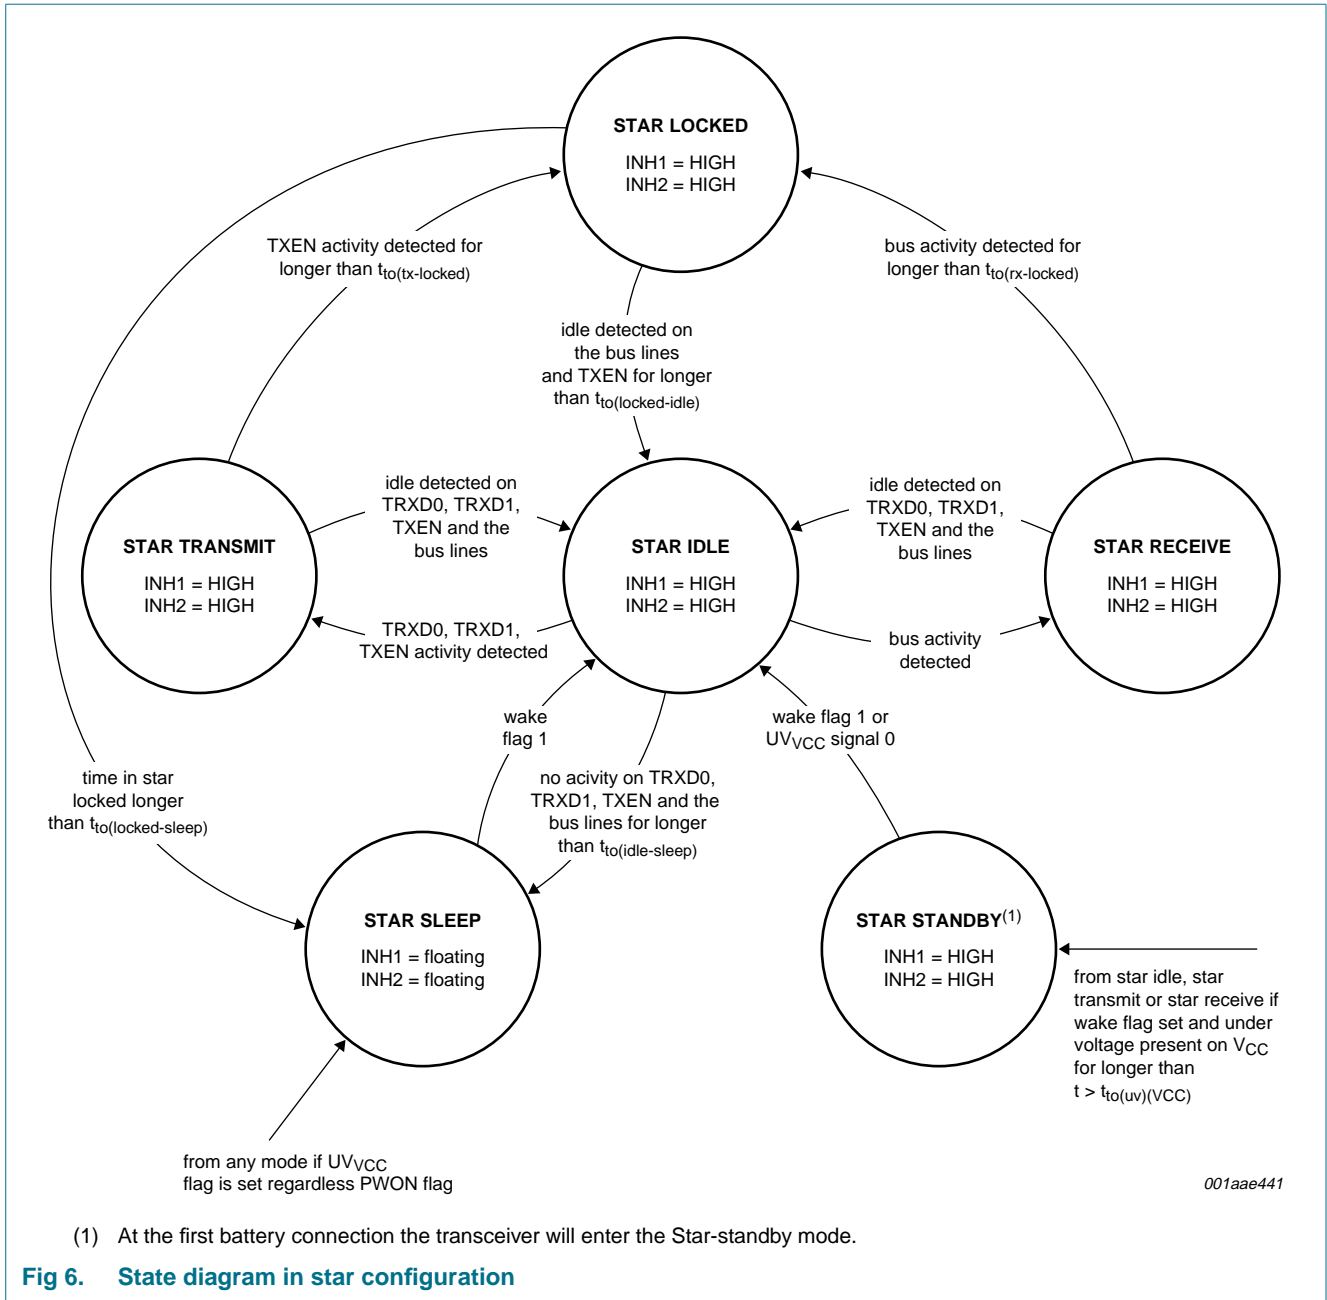 STAR LOCKED
INH1 = HIGH
INH2 = HIGH
TXEN activity detected for
longer than tto(tx-locked)
bus activity detected for
longer than tto(rx-locked)
idle detected on
the bus lines
and TXEN for longer
than tto(locked-idle)
STAR TRANSMIT
INH1 = HIGH
INH2 = HIGH
idle detected on
TRXD0, TRXD1,
TXEN and the
bus lines
STAR IDLE
INH1 = HIGH
INH2 = HIGH
idle detected on
TRXD0, TRXD1,
TXEN and the
bus lines
STAR RECEIVE
INH1 = HIGH
INH2 = HIGH
TRXD0, TRXD1,
TXEN activity detected
bus activity
detected
wake
flag 1
wake flag 1 or
UVVCC signal 0
time in star
locked longer
than tto(locked-sleep)
no acivity on TRXD0,
TRXD1, TXEN and the
bus lines for longer
than tto(idle-sleep)
STAR SLEEP
INH1 = floating
INH2 = floating
STAR STANDBY(1)
INH1 = HIGH
INH2 = HIGH
from star idle, star
transmit or star receive if
wake flag set and under
voltage present on VCC
for longer than
t > tto(uv)(VCC)
from any mode if UVVCC
flag is set regardless PWON flag
001aae441
(1) At the first battery connection the transceiver will enter the Star-standby mode.
Fig 6. State diagram in star configuration